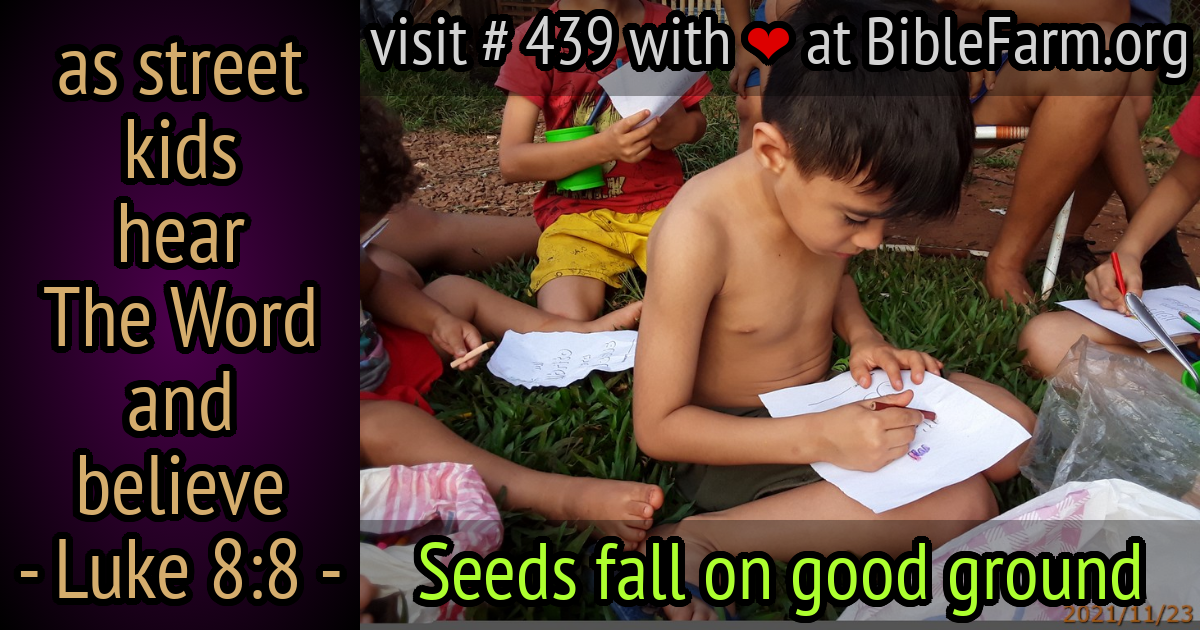 as street
kids
hear
The Word
and
believe
- Luke 8:8 -
visit # 439 with ❤ at BibleFarm.org
Seeds fall on good ground
2021/11/23